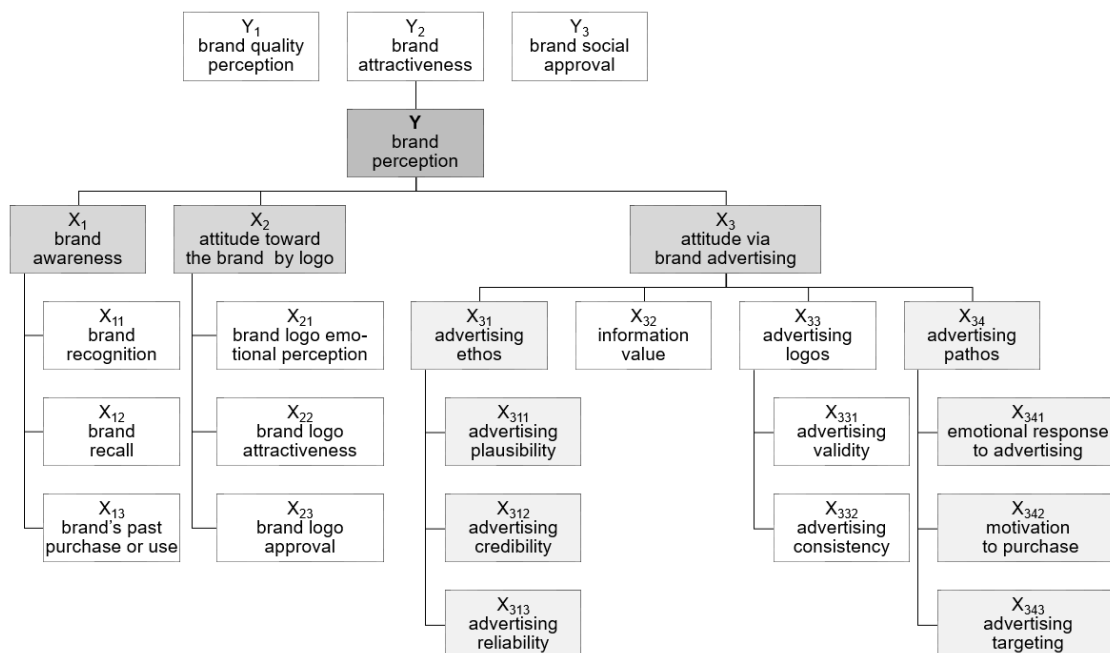 Y₁
brand quality
perception
Y₂
brand
attractiveness
Y₃
brand social
approval
Y
brand
perception
X₁
brand
awareness
X₂
attitude toward
the brand by logo
X₃
attitude via
brand advertising
X₁₁
brand
recognition
X₁₂
brand
recall
X₁₃
brand's past
purchase or use
X₂₁
brand logo emo-
tional perception
X₂₂
brand logo
attractiveness
X₂₃
brand logo
approval
X₃₁
advertising
ethos
X₃₁₁
advertising
plausibility
X₃₁₂
advertising
credibility
X₃₁₃
advertising
reliability
X₃₂
information
value
X₃₃
advertising
logos
X₃₃₁
advertising
validity
X₃₃₂
advertising
consistency
X₃₄
advertising
pathos
X₃₄₁
emotional response
to advertising
X₃₄₂
motivation
to purchase
X₃₄₃
advertising
targeting